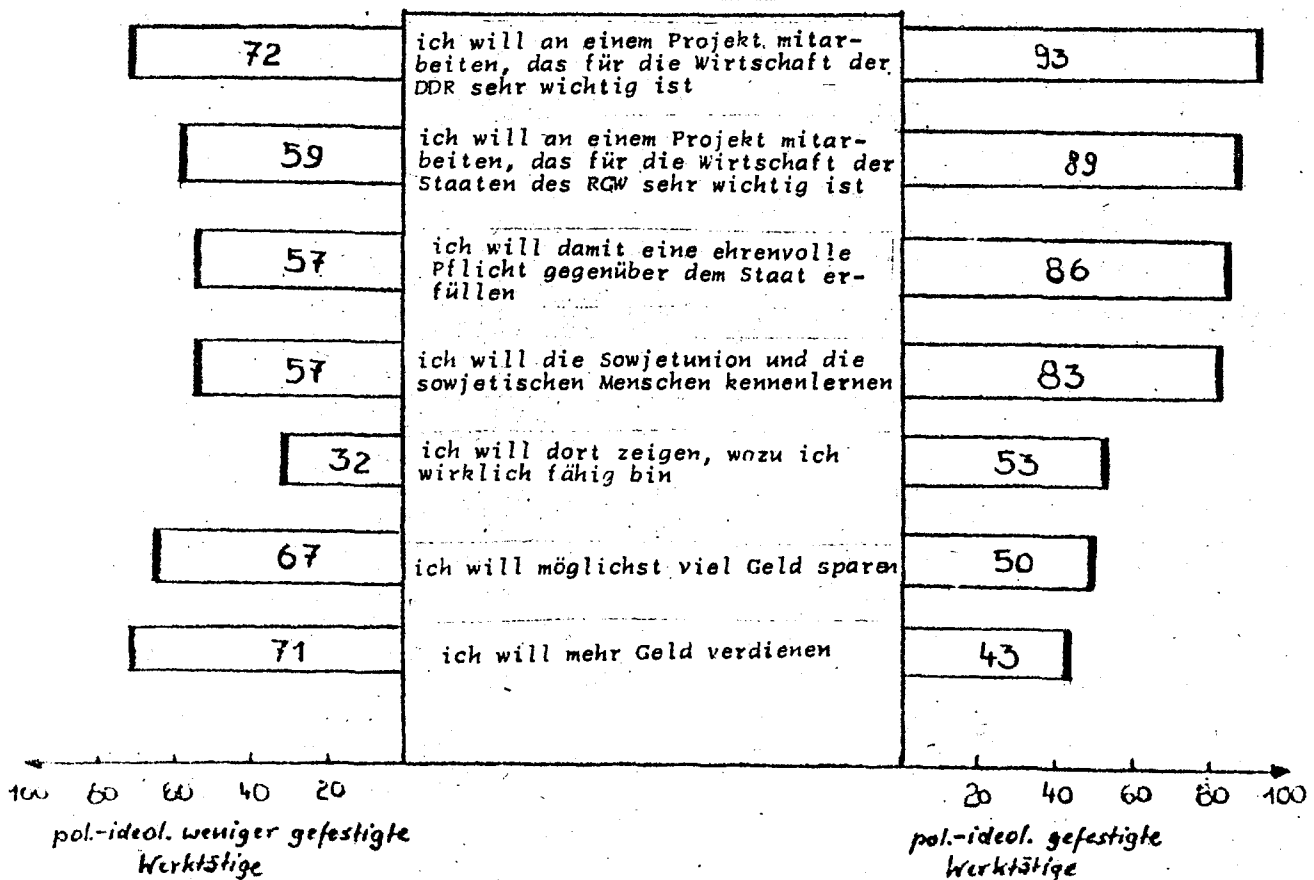 72
ich will an einem Projekt mitar-
beiten, das für die Wirtschaft der
DDR sehr wichtig ist
93
59
ich will an einem Projekt mitar-
beiten, das für die Wirtschaft der
Staaten des RGW sehr wichtig ist
89
57
ich will damit eine ehrenvolle
Pflicht gegenüber dem Staat er-
füllen
86
57
ich will die Sowjetunion und die
sowjetischen Menschen kennenlernen
83
32
ich will dort zeigen, wozu ich
wirklich fähig bin
53
67
ich will möglichst viel Geld sparen
50
71
ich will mehr Geld verdienen
43
100 80 60 40 20
20 40 60 80 100
pol.-ideol. weniger gefestigte
Werktätige
pol.-ideol. gefestigte
Werktätige